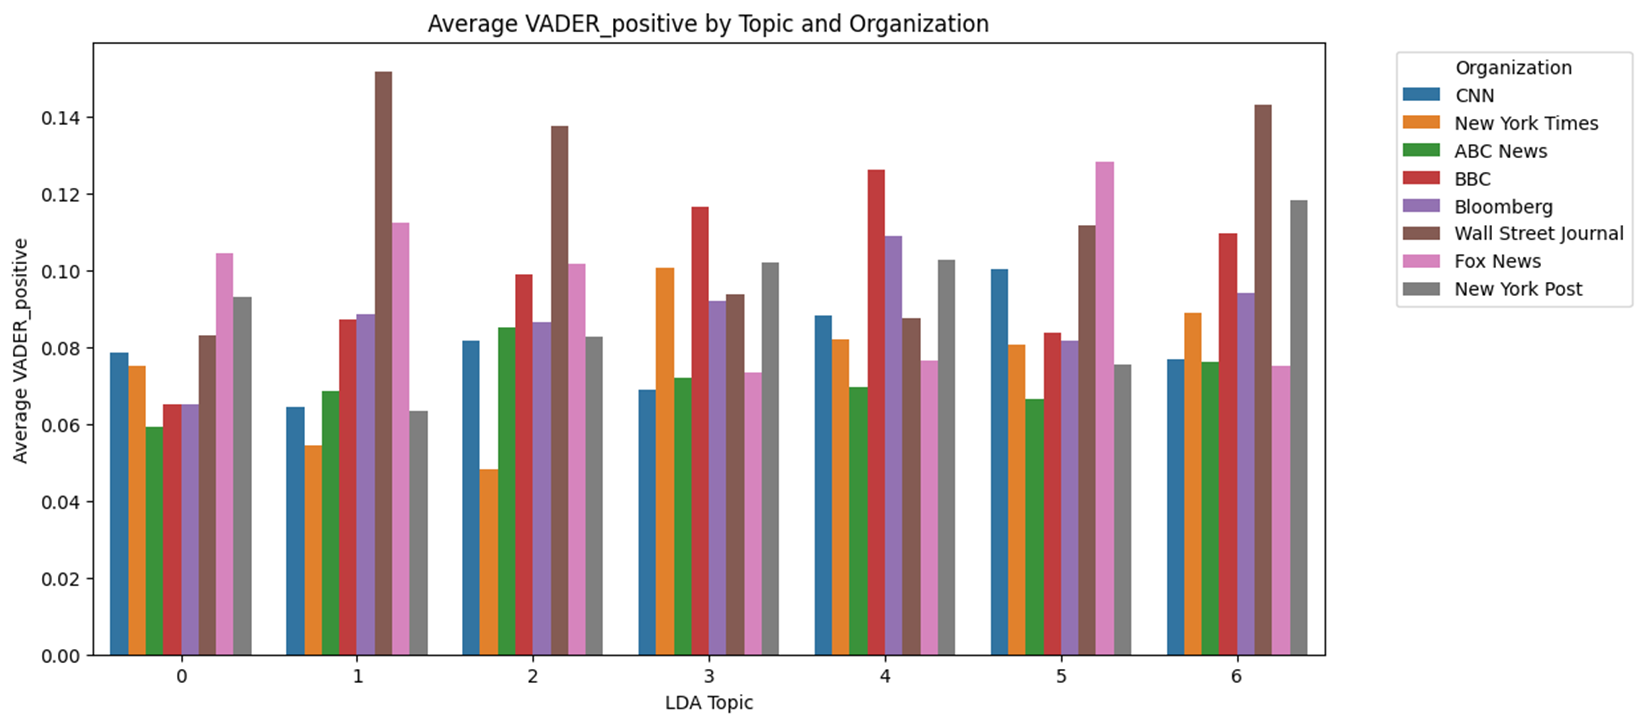 Average VADER_positive by Topic and Organization
Average VADER_positive
0.14
0.12
0.10
0.08
0.06
0.04
0.02
0.00
0 1 2 3 4 5 6
LDA Topic
Organization
CNN
New York Times
ABC News
BBC
Bloomberg
Wall Street Journal
Fox News
New York Post